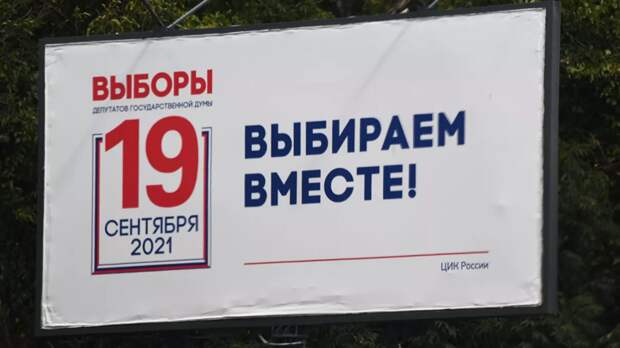 ВЫБОРЫ
ДЕПУТАТОВ ГОСУДАРСТВЕННОЙ ДУМЫ
19
СЕНТЯБРЯ
2021
ВЫБИРАЕМ
ВМЕСТЕ!
ЦИК России